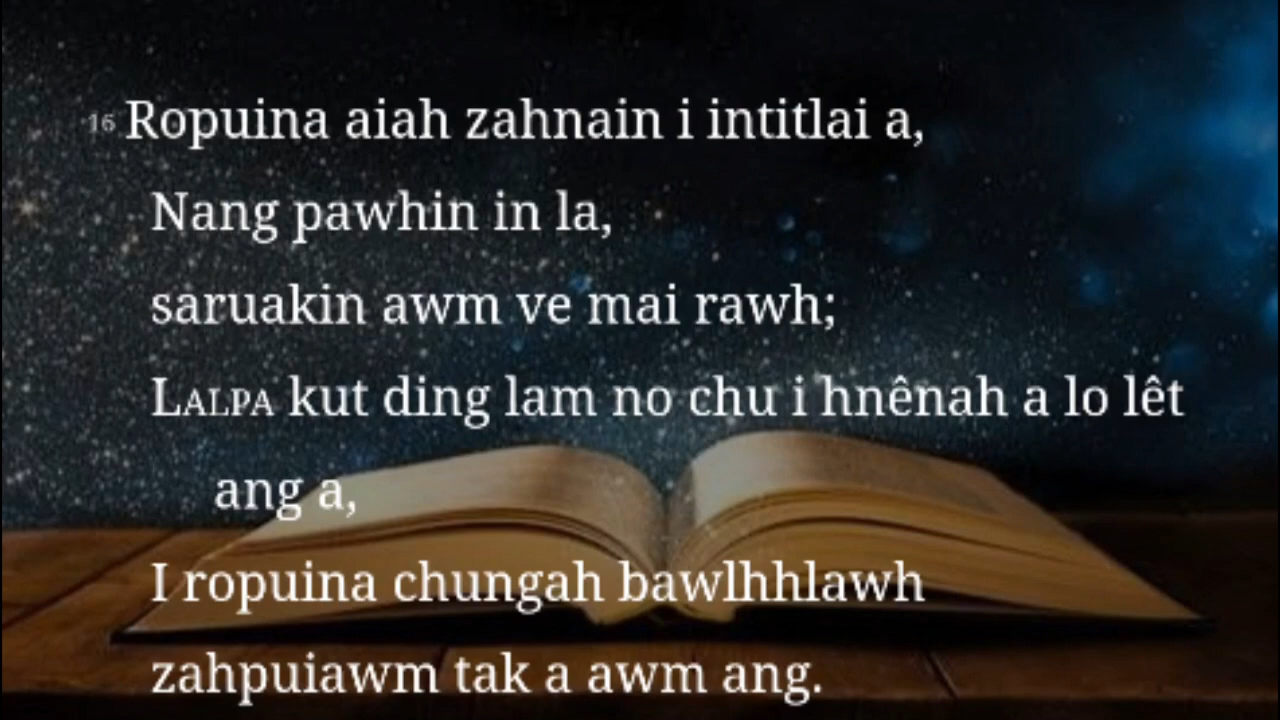 16 Ropuina aiah zahnain i intitlai a,
Nang pawhin in la,
saruakin awm ve mai rawh;
LALPA kut ding lam no chu i hnênah a lo lêt
ang a,
I ropuina chungah bawlhhlawh
zahpuiawm tak a awm ang.